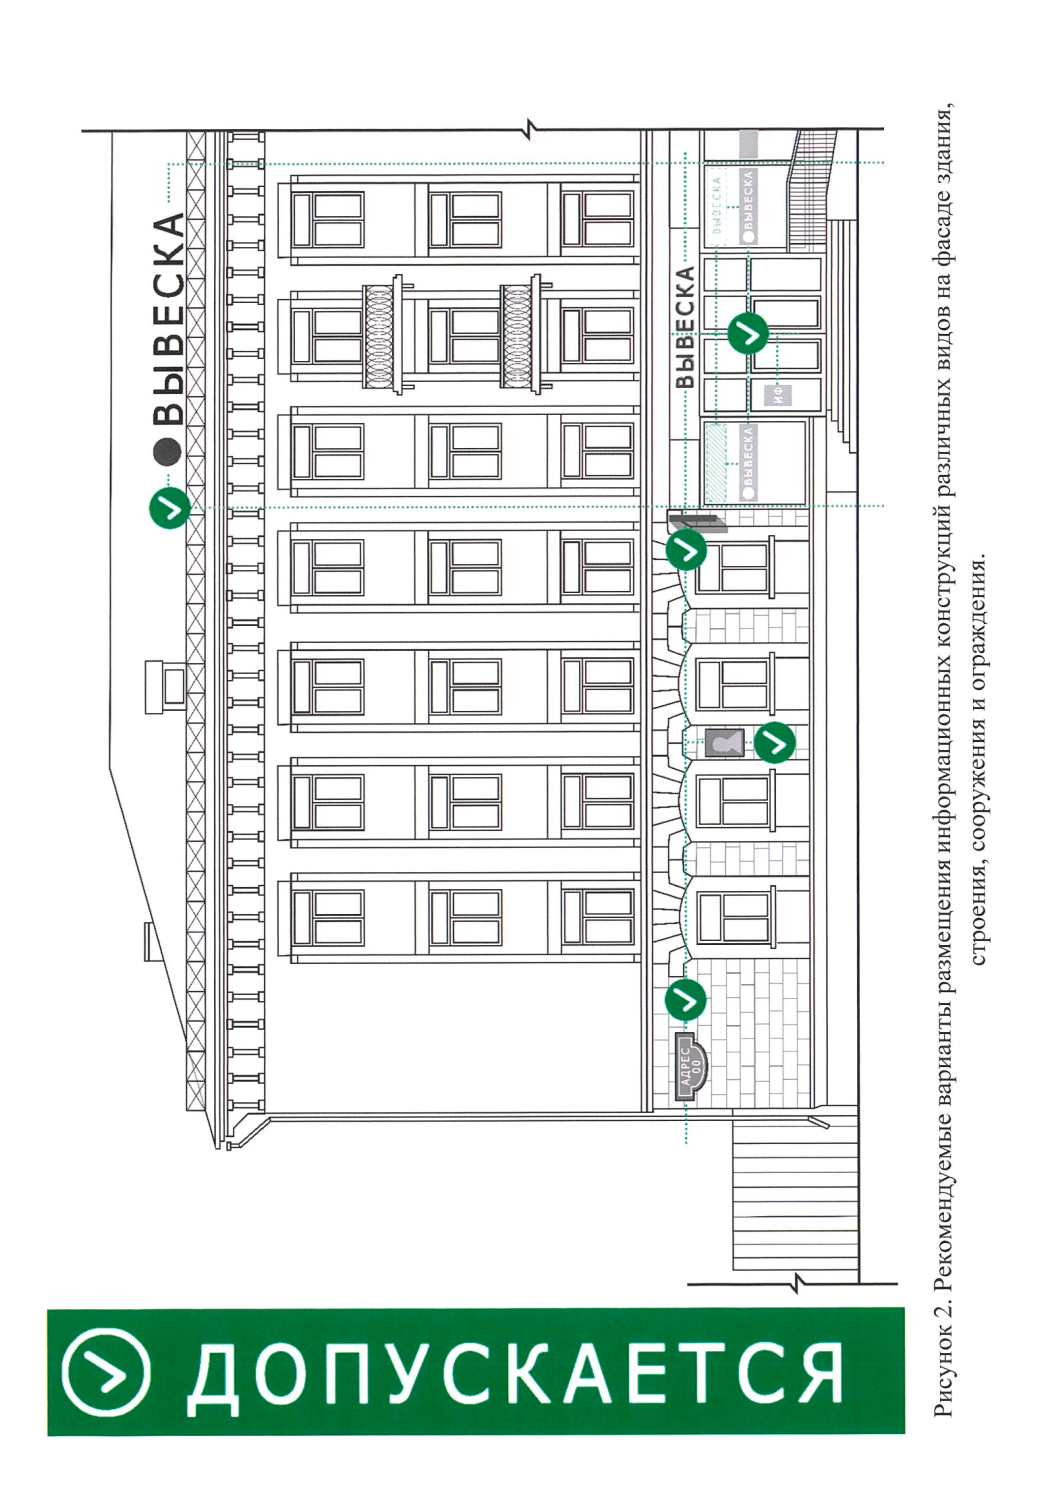 ДОПУСКАЕТСЯ
ВЫВЕСКА
ВЫВЕСКА
ВЫВЕСКА
ВЫВЕСКА
ВЫВЕСКА
ИФ
АДРЕС
00
Рисунок 2. Рекомендуемые варианты размещения информационных конструкций различных видов на фасаде здания,
строения, сооружения и ограждения.